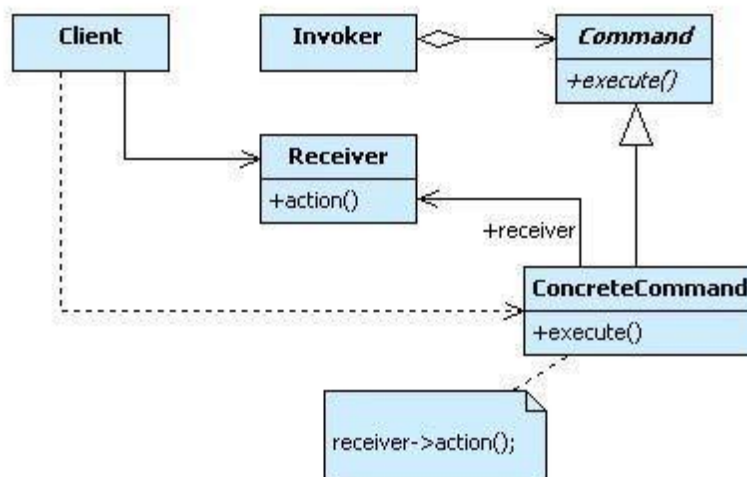 Client
Invoker
Command
+execute()
Receiver
+action()
+receiver
ConcreteCommand
+execute()
receiver->action();